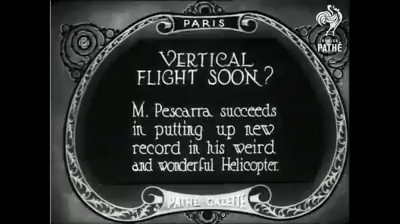 PARIS
BRITISH
PATHÉ
VERTICAL
FLIGHT SOON?
M. Pescarra succeeds
in putting up new
record in his weird
and wonderful Helicopter.
PATHE GAZETTE